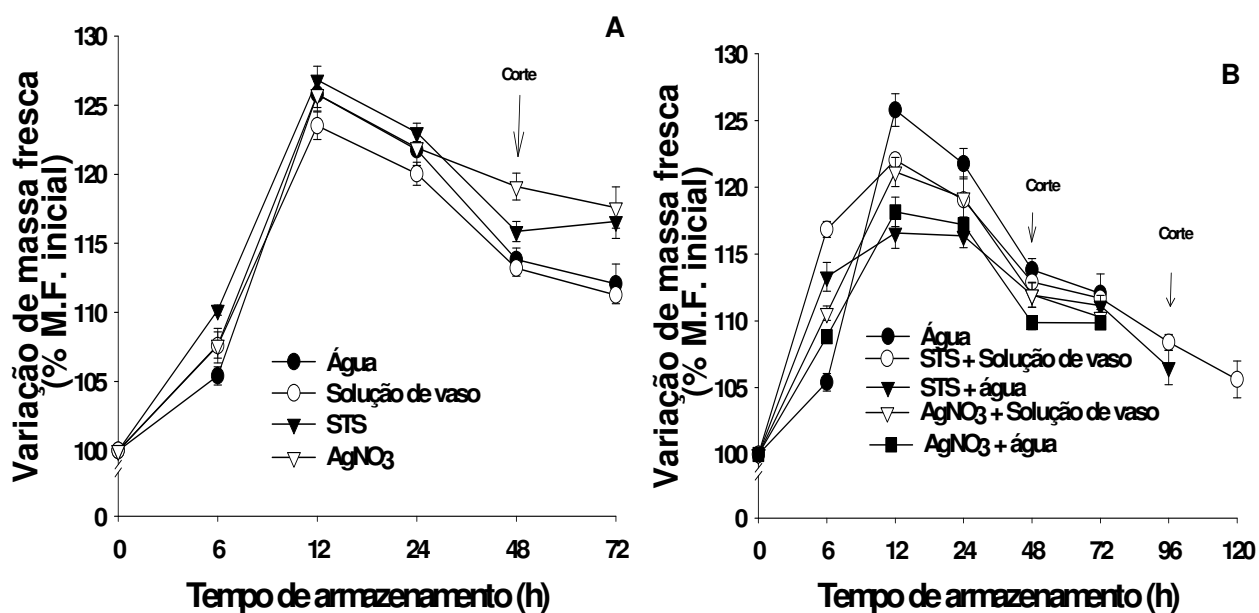 A
Variação de massa fresca
(% M.F. inicial)
130
125
120
115
110
105
100
0
Corte
Água
Solução de vaso
STS
AgNO3
0 6 12 24 48 72
Tempo de armazenamento (h)
B
Variação de massa fresca
(% M.F. inicial)
130
125
120
115
110
105
100
0
Corte
Corte
Água
STS + Solução de vaso
STS + água
AgNO3 + Solução de vaso
AgNO3 + água
0 6 12 24 48 72 96 120
Tempo de armazenamento (h)